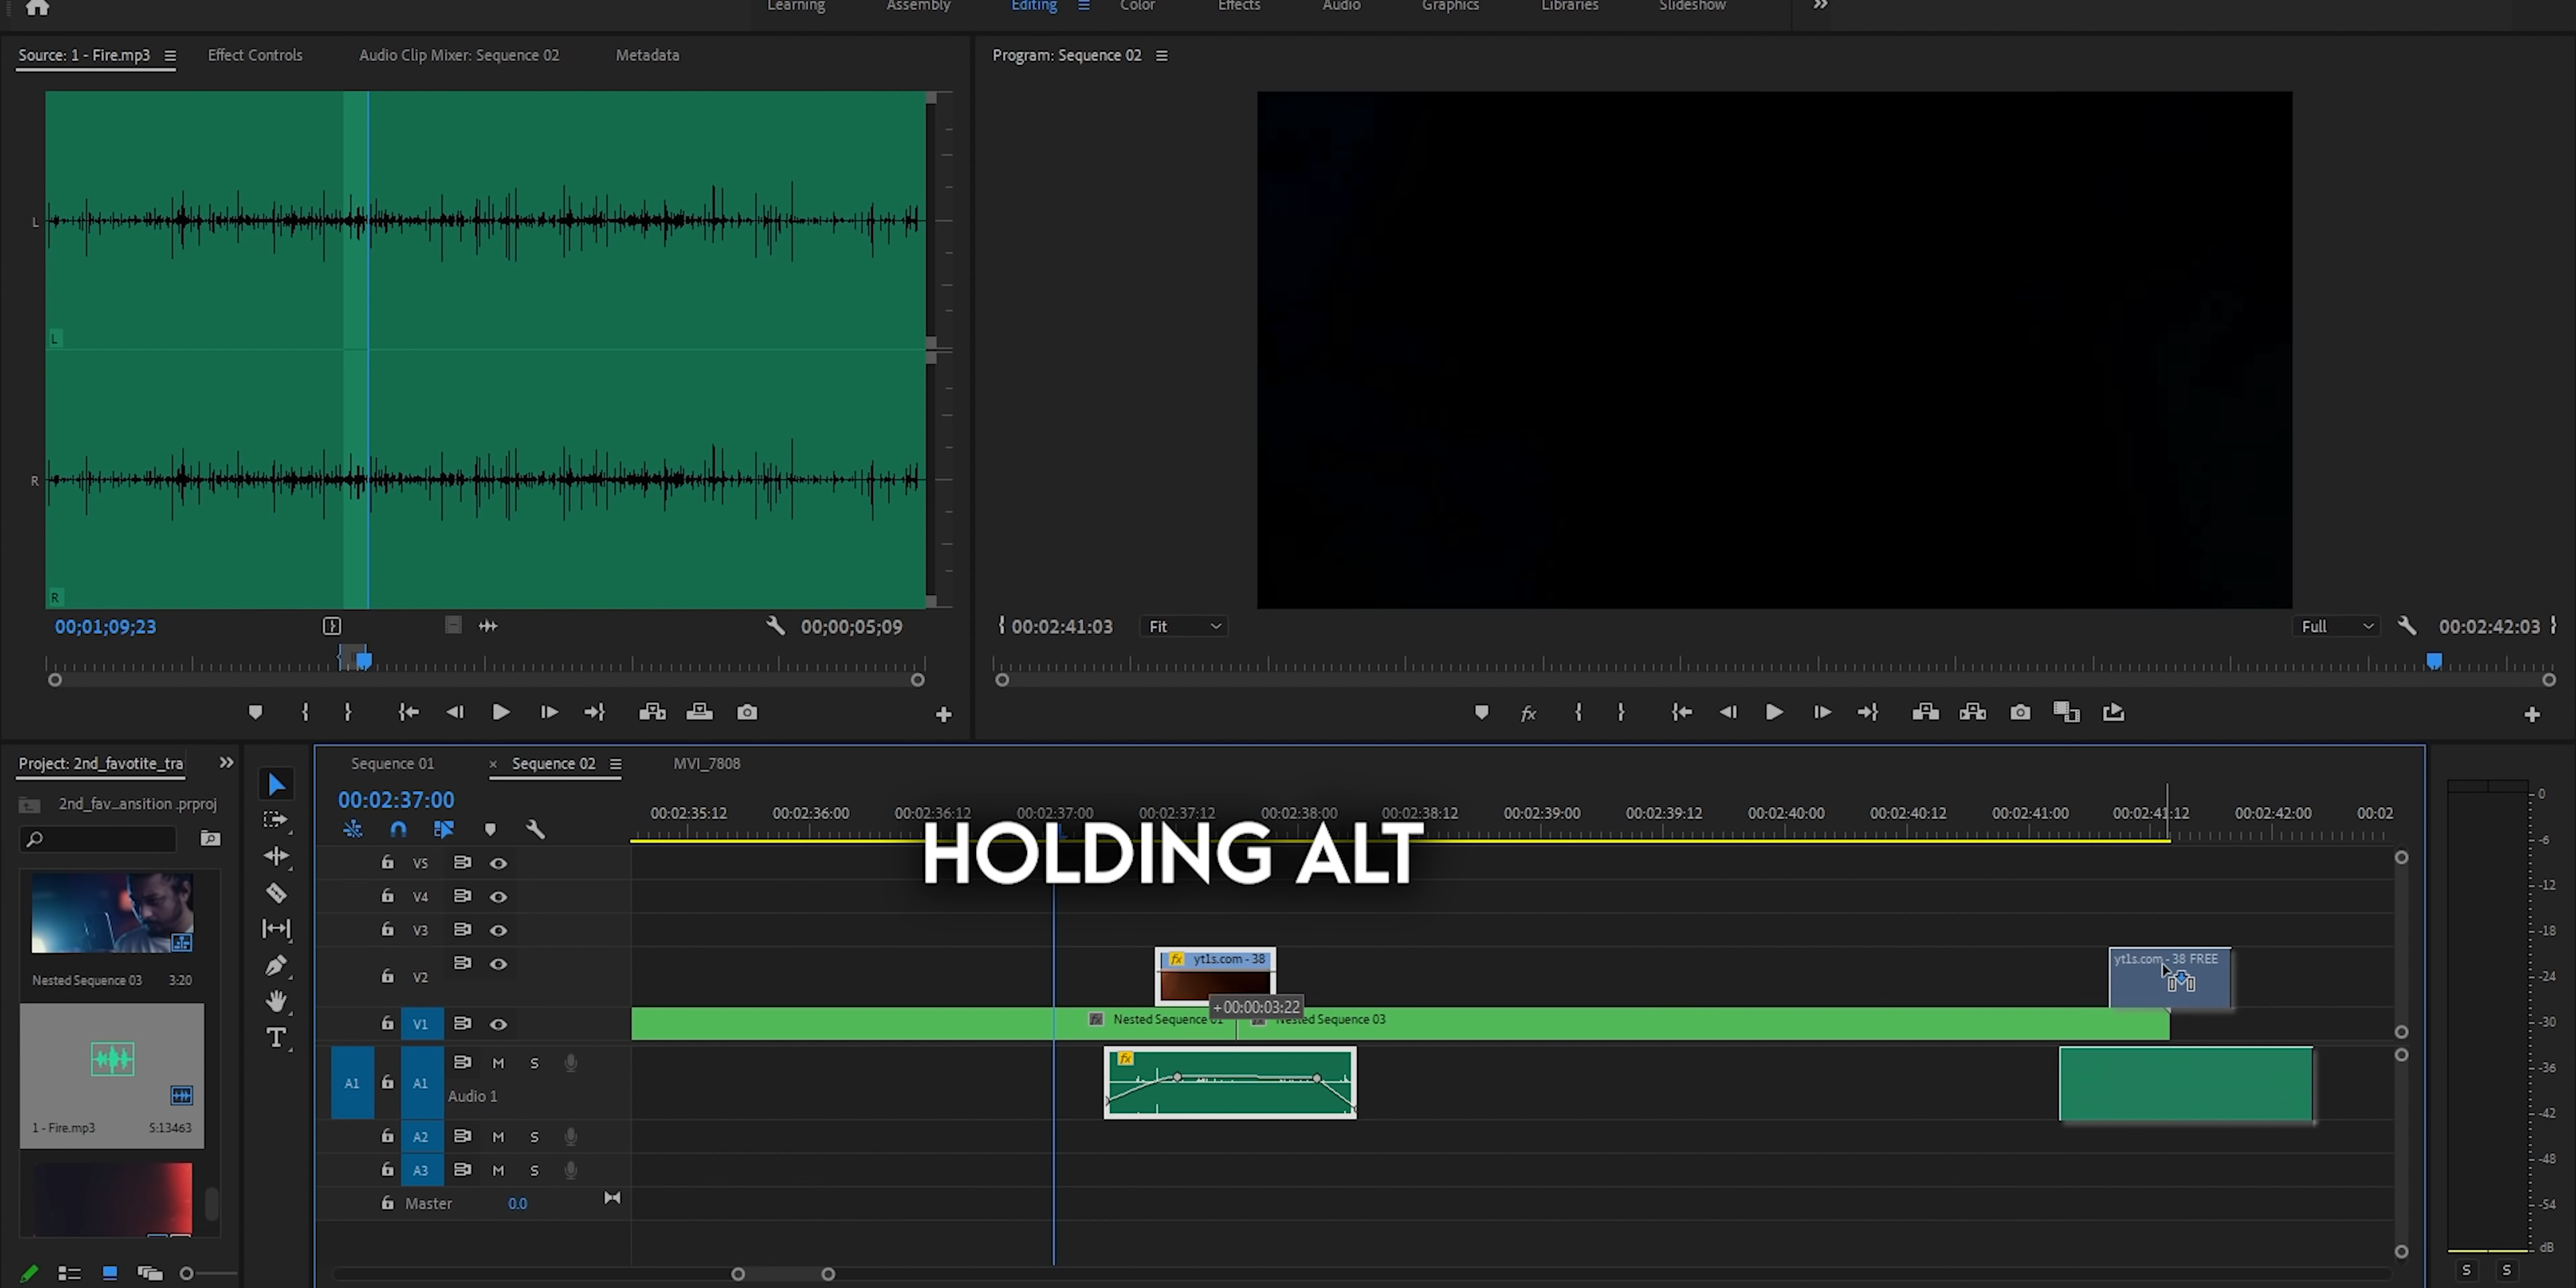 Learning Assembly Editing Color Effects Audio Graphics Libraries Slideshow
Source: 1 - Fire.mp3 Effect Controls Audio Clip Mixer: Sequence 02 Metadata
Program: Sequence 02
L
L
R
R
00;01;09;23 00;00;05;09
00:02:41:03 Fit Full 00:02:42:03
Project: 2nd_favotite_tra
2nd_fav_ansition .prproj
Nested Sequence 03 3:20
1 - Fire.mp3 S:13463
Sequence 01 × Sequence 02 MVI_7808
00:02:37:00
00:02:35:12 00:02:36:00 00:02:36:12 00:02:37:00 00:02:37:12 00:02:38:00 00:02:38:12 00:02:39:00 00:02:39:12 00:02:40:00 00:02:40:12 00:02:41:00 00:02:41:12 00:02:42:00 00:02
HOLDING ALT
V5
V4
V3
V2
fx yt1s.com - 38
yt1s.com - 38 FREE
+00:00:03:22
V1
fx Nested Sequence 01 fx Nested Sequence 03
A1 A1 M S
Audio 1
fx
A2 M S
A3 M S
Master 0.0
0
-6
-12
-18
-24
-30
-36
-42
-48
-54
dB
S S